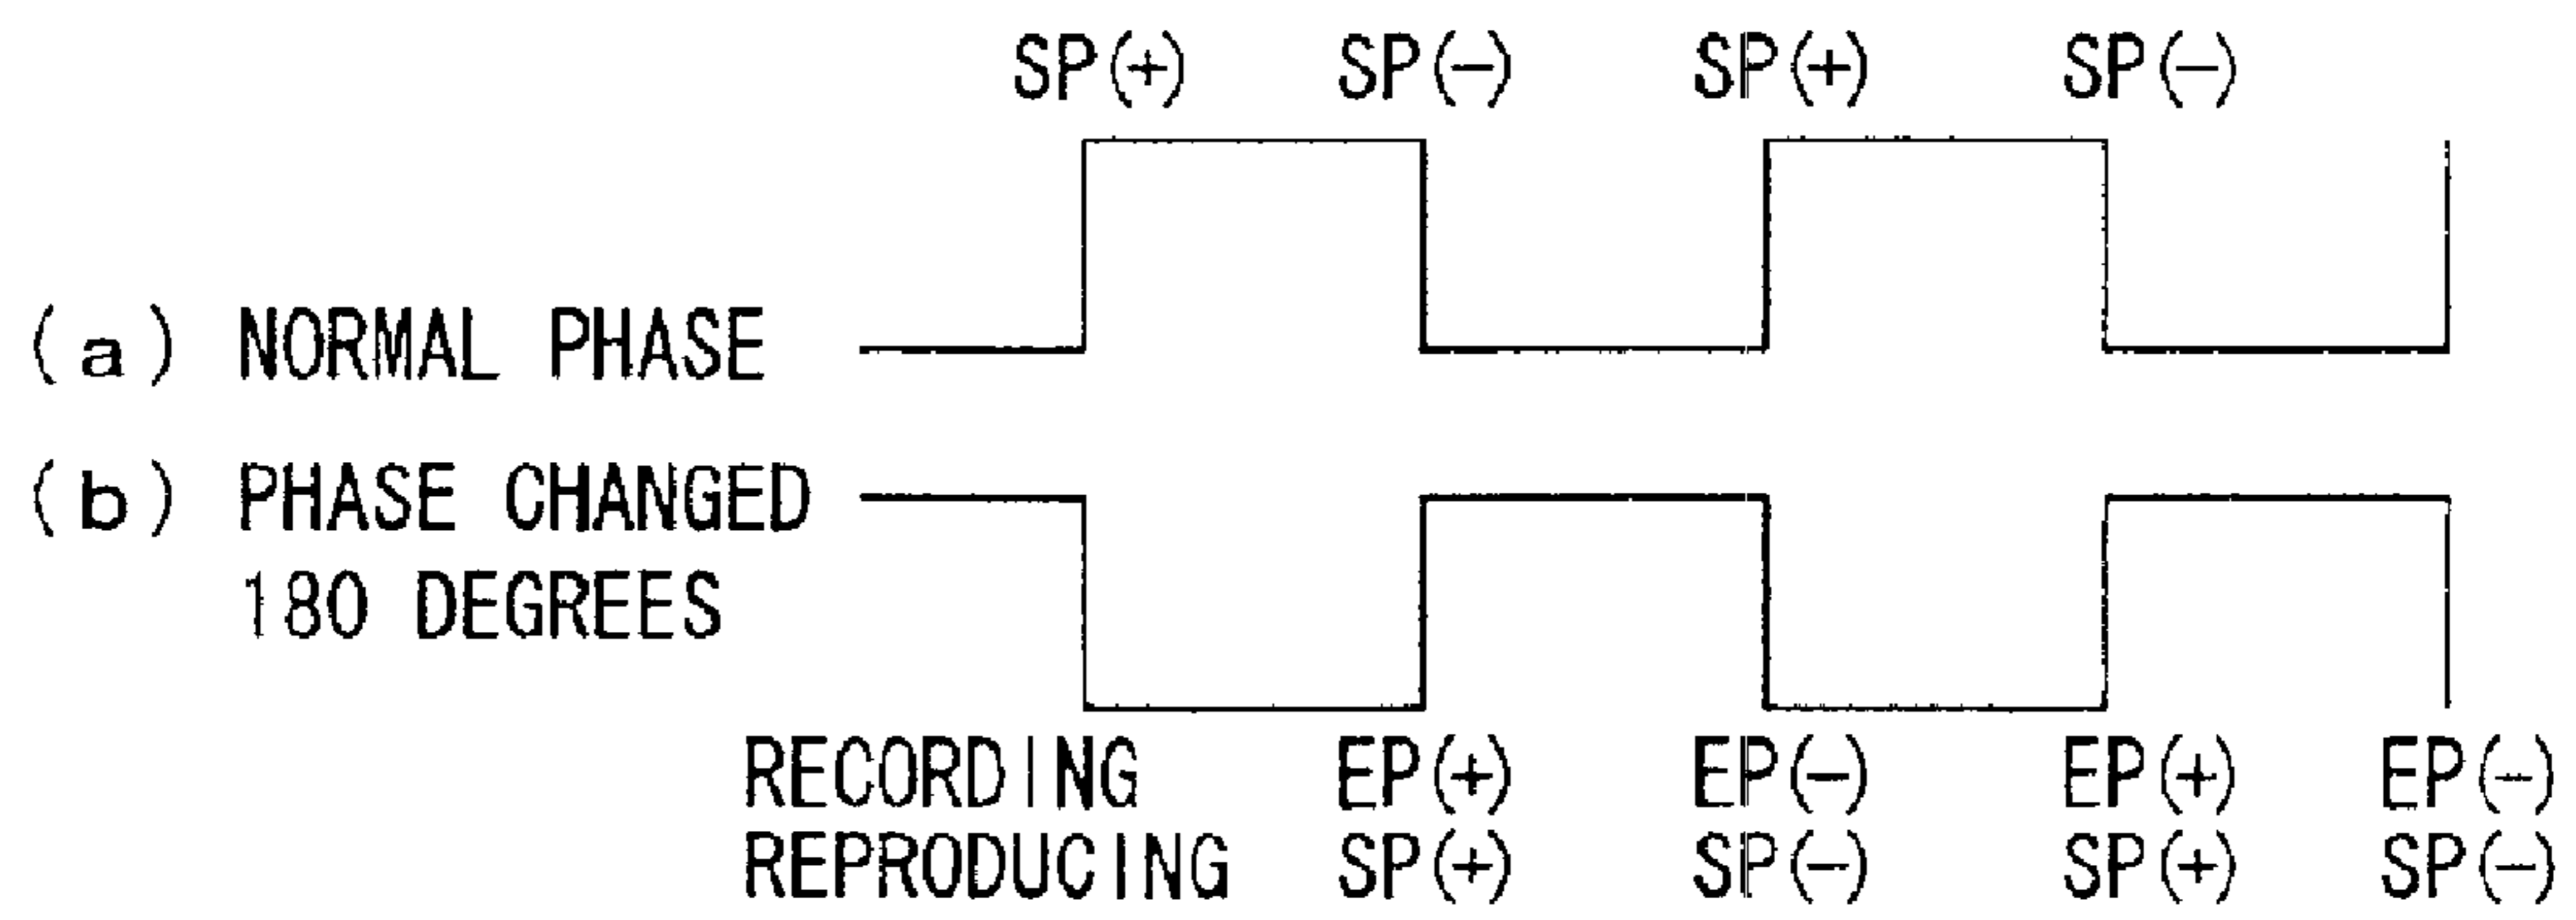 SP(+) SP(−) SP(+) SP(−)
(a) NORMAL PHASE
(b) PHASE CHANGED
180 DEGREES
RECORDING EP(+) EP(−) EP(+) EP(−)
REPRODUCING SP(+) SP(−) SP(+) SP(−)